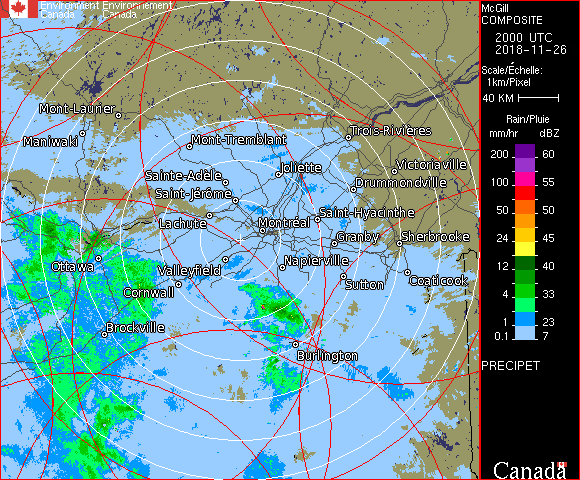 Environment Environnement
Canada Canada
McGill
COMPOSITE
2000 UTC
2018-11-26
Scale/Échelle:
1km/Pixel
40 KM
Rain/Pluie
mm/hr dBZ
200 60
100 55
50 50
24 45
12 40
4 33
1 23
0.1 7
PRECIPET
Canada
Mont-Laurier
Maniwaki
Mont-Tremblant
Trois-Rivières
Joliette
Victoriaville
Sainte-Adèle
Drummondville
Saint-Jérôme
Lachute
Montréal
Saint-Hyacinthe
Granby
Sherbrooke
Ottawa
Valleyfield
Napierville
Coaticook
Cornwall
Sutton
Brockville
Burlington